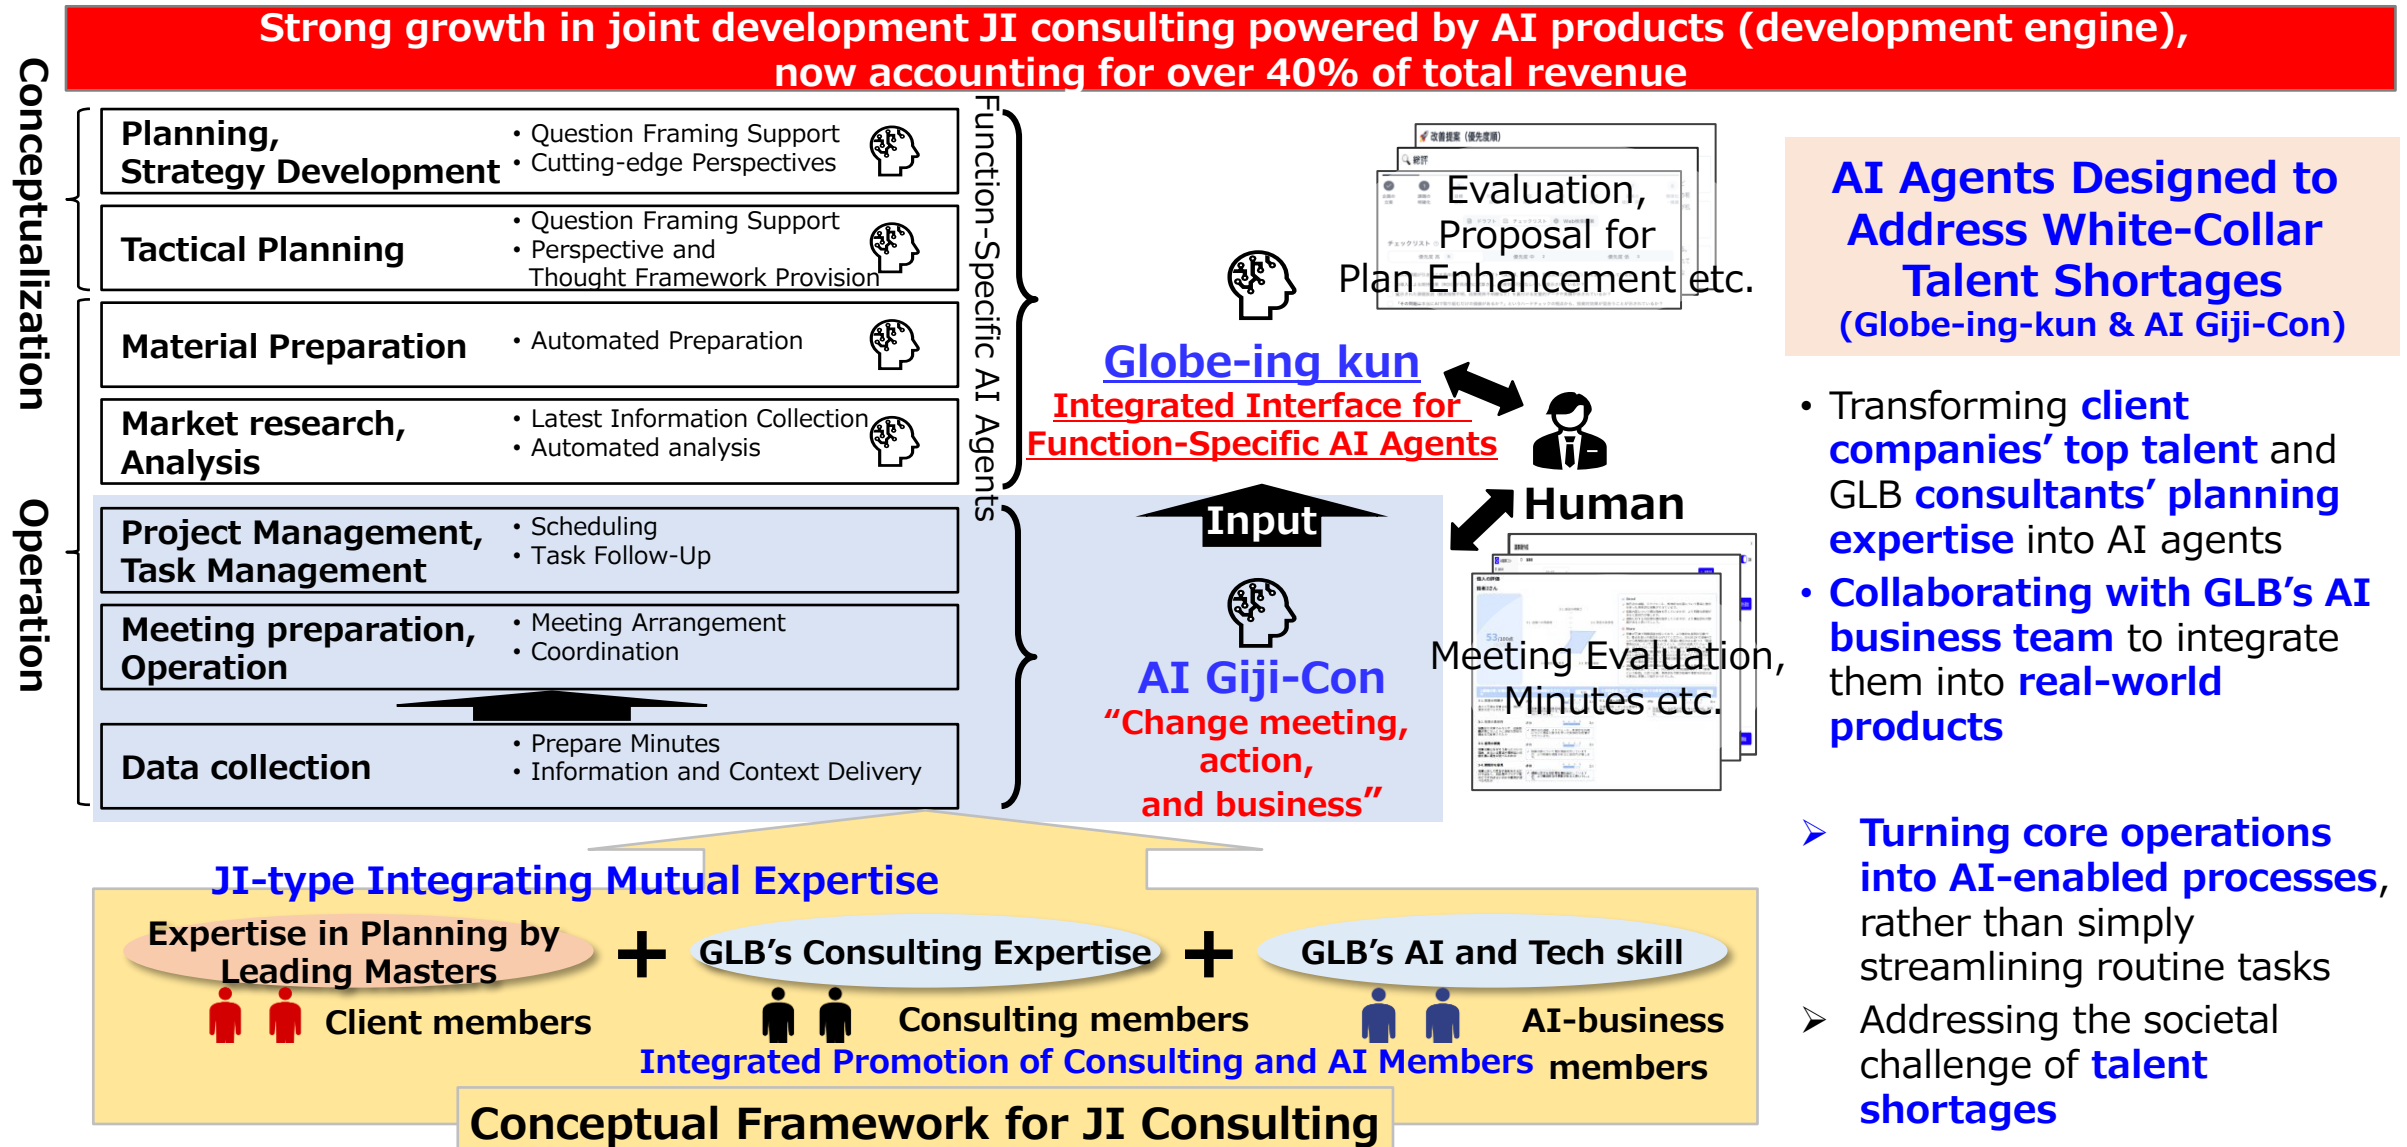 Strong growth in joint development JI consulting powered by AI products (development engine),
now accounting for over 40% of total revenue
Conceptualization
Operation
Planning,
Strategy Development
• Question Framing Support
• Cutting-edge Perspectives
Tactical Planning
• Question Framing Support
• Perspective and
Thought Framework Provision
Material Preparation
• Automated Preparation
Market research,
Analysis
• Latest Information Collection
• Automated analysis
Project Management,
Task Management
• Scheduling
• Task Follow-Up
Meeting preparation,
Operation
• Meeting Arrangement
• Coordination
Data collection
• Prepare Minutes
• Information and Context Delivery
Function-Specific AI Agents
改善提案（優先度順）
総評
Evaluation,
Proposal for
Plan Enhancement etc.
Globe-ing kun
Integrated Interface for
Function-Specific AI Agents
Human
Input
AI Giji-Con
“Change meeting,
action,
and business”
53
Meeting Evaluation,
Minutes etc.
AI Agents Designed to
Address White-Collar
Talent Shortages
(Globe-ing-kun & AI Giji-Con)
• Transforming client
companies’ top talent and
GLB consultants’ planning
expertise into AI agents
• Collaborating with GLB’s AI
business team to integrate
them into real-world
products
➢ Turning core operations
into AI-enabled processes,
rather than simply
streamlining routine tasks
➢ Addressing the societal
challenge of talent
shortages
JI-type Integrating Mutual Expertise
Expertise in Planning by
Leading Masters
+
GLB’s Consulting Expertise
+
GLB’s AI and Tech skill
Client members
Consulting members
AI-business
members
Integrated Promotion of Consulting and AI Members
Conceptual Framework for JI Consulting